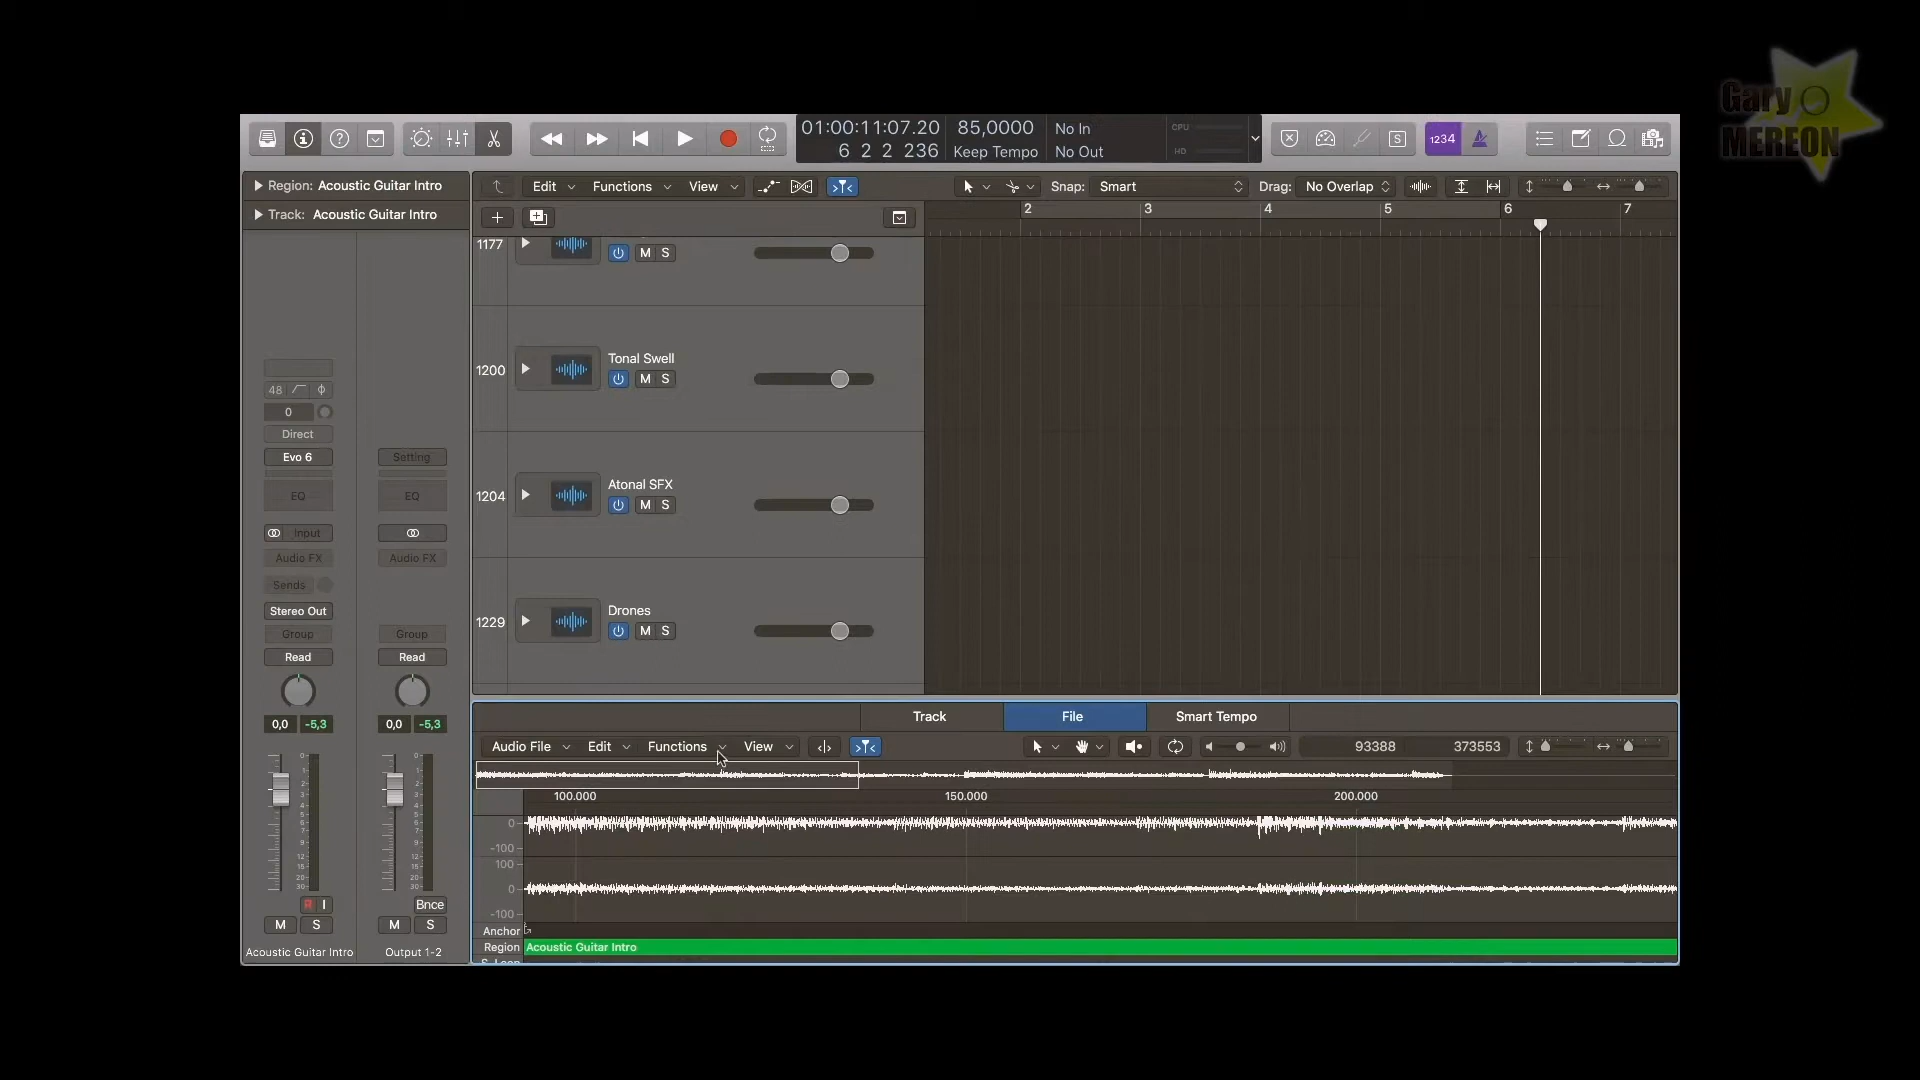 Gary
MEREON
01:00:11:07.20 85,0000 No In CPU
6 2 2 236 Keep Tempo No Out HD
1234
S
Region: Acoustic Guitar Intro
Track: Acoustic Guitar Intro
Edit Functions View Snap: Smart Drag: No Overlap
2 3 4 5 6 7
1177 M S
1200 Tonal Swell
M S
1204 Atonal SFX
M S
1229 Drones
M S
48
0
Direct
Evo 6 Setting
EQ EQ
Input
Audio FX Audio FX
Sends
Stereo Out
Group Group
Read Read
0,0 -5,3 0,0 -5,3
R I Bnce
M S M S
Acoustic Guitar Intro Output 1-2
Track File Smart Tempo
Audio File Edit Functions View 93388 373553
100.000 150.000 200.000
0
-100
100
0
-100
Anchor
Region Acoustic Guitar Intro